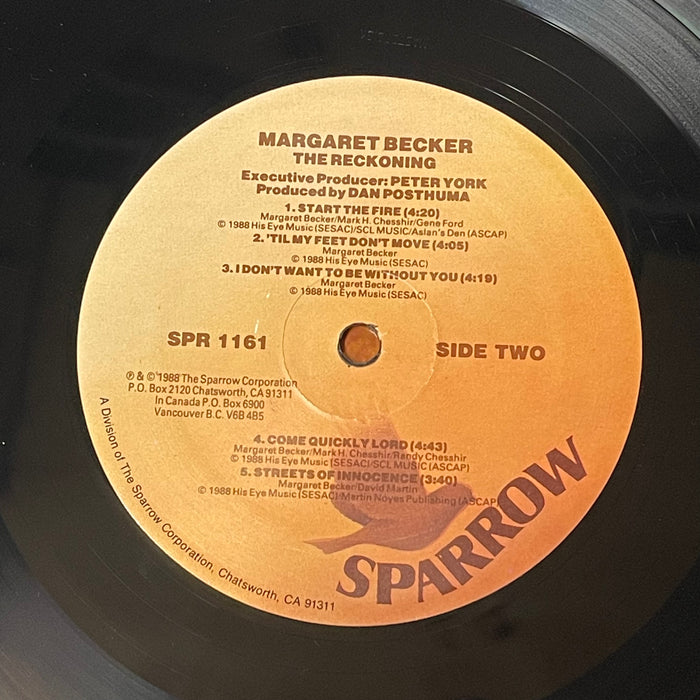 MARGARET BECKER
THE RECKONING
Executive Producer: PETER YORK
Produced by DAN POSTHUMA
1. START THE FIRE (4:20)
Margaret Becker/Mark H. Chesshir/Gene Ford
© 1988 His Eye Music (SESAC)/SCL MUSIC/Aslan's Den (ASCAP)
2. 'TIL MY FEET DON'T MOVE (4:05)
Margaret Becker
© 1988 His Eye Music (SESAC)
3. I DON'T WANT TO BE WITHOUT YOU (4:19)
Margaret Becker
© 1988 His Eye Music (SESAC)
SPR 1161
SIDE TWO
℗ & © 1988 The Sparrow Corporation
P.O. Box 2120 Chatsworth, CA 91311
In Canada P.O. Box 6900
Vancouver B.C. V6B 4B5
4. COME QUICKLY LORD (4:43)
Margaret Becker/Mark H. Chesshir/Randy Chesshir
© 1988 His Eye Music (SESAC)/SCL MUSIC (ASCAP)
5. STREETS OF INNOCENCE (3:40)
Margaret Becker/David Martin
© 1988 His Eye Music (SESAC)/Martin Noyes Publishing (ASCAP)
SPARROW
A Division of The Sparrow Corporation, Chatsworth, CA 91311